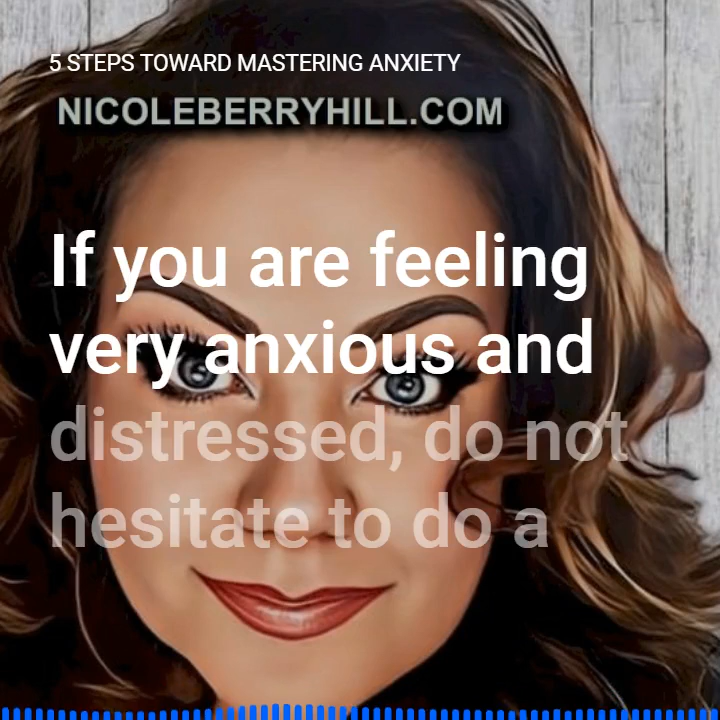 5 STEPS TOWARD MASTERING ANXIETY
NICOLEBERRYHILL.COM
If you are feeling
very anxious and
distressed, do not
hesitate to do a